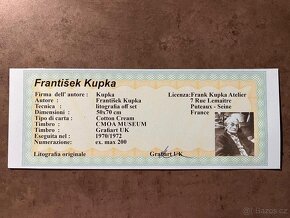 František Kupka
Firma dell' autore : Kupka Licenza:Frank Kupka Atelier
Autore : František Kupka 7 Rue Lemaitre
Tecnica : litografia off set Puteaux - Seine
Dimensioni : 50x70 cm France
Tipo di carta : Cotton Cream
Timbro : CMOA MUSEUM
Timbro : Grafiart UK
Eseguita nel : 1970/1972
Numerazione: ex. max 200
Litografia originale Grafiart UK